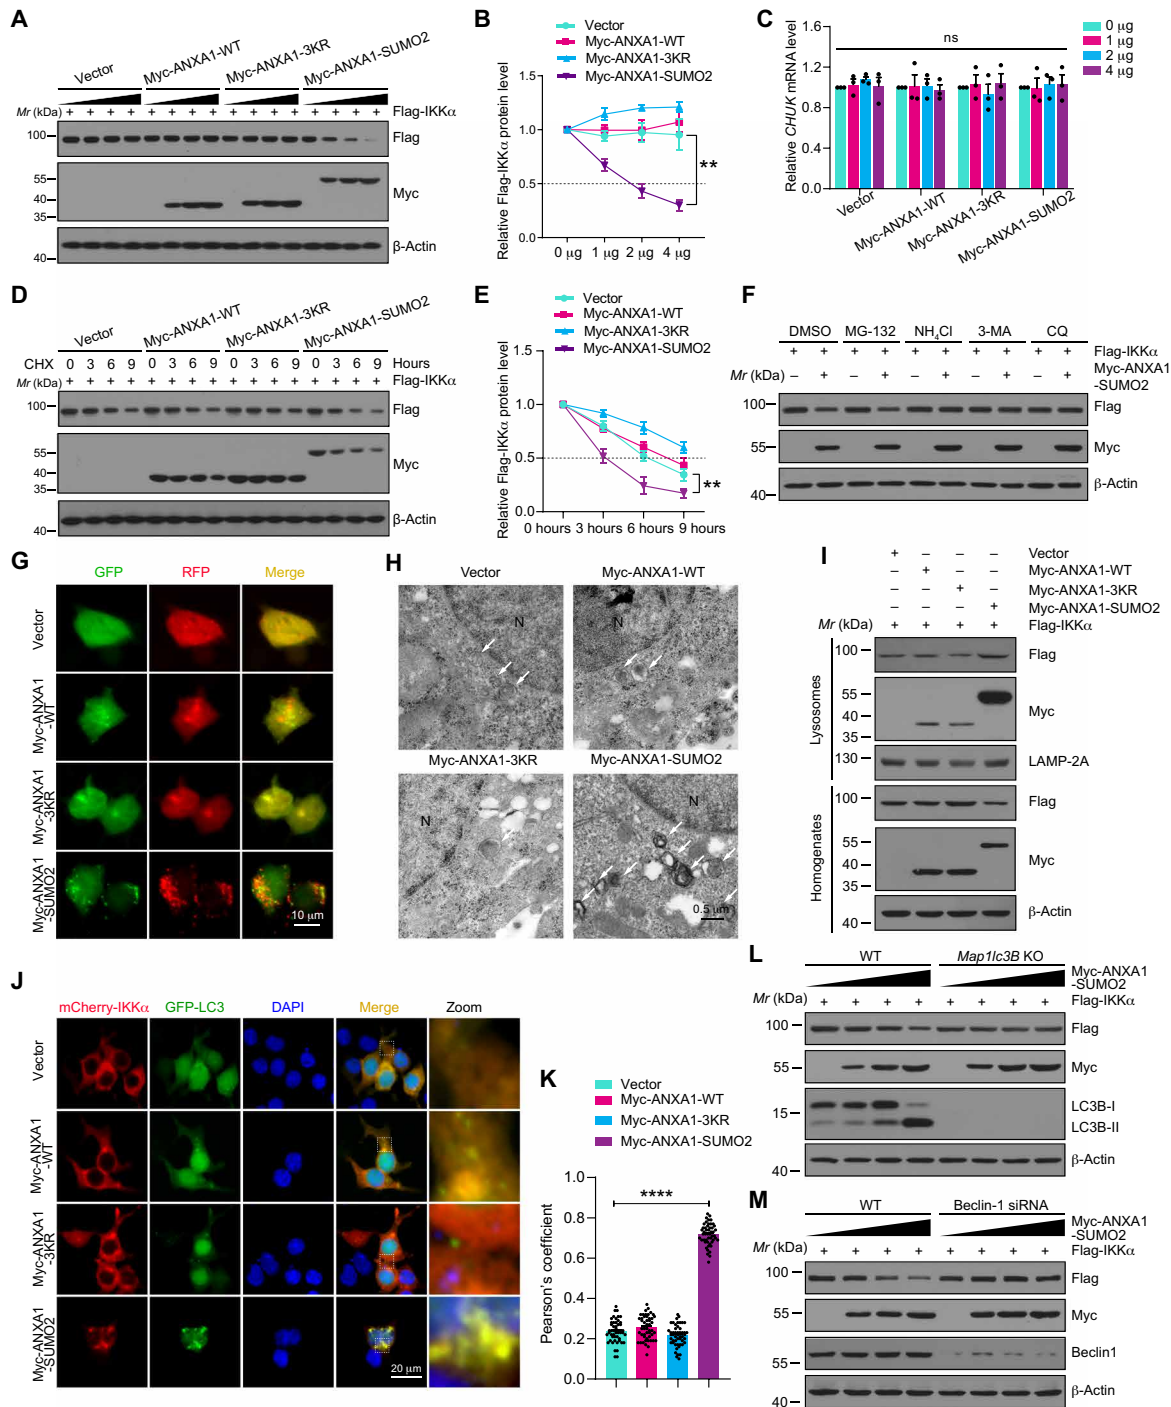 A
Vector
Myc-ANXA1-WT
Myc-ANXA1-3KR
Myc-ANXA1-SUMO2
Mr (kDa)
+ + + + + + + + + + + + + + + + Flag-IKKα
100
Flag
55
40
35
Myc
40
β-Actin
B
Vector
Myc-ANXA1-WT
Myc-ANXA1-3KR
Myc-ANXA1-SUMO2
Relative Flag-IKKα protein level
1.5
1.0
0.5
0.0
**
0 μg 1 μg 2 μg 4 μg
C
0 μg
1 μg
2 μg
4 μg
Relative CHUK mRNA level
1.6
1.2
0.8
0.4
0.0
ns
Vector
Myc-ANXA1-WT
Myc-ANXA1-3KR
Myc-ANXA1-SUMO2
D
Vector
Myc-ANXA1-WT
Myc-ANXA1-3KR
Myc-ANXA1-SUMO2
CHX 0 3 6 9 0 3 6 9 0 3 6 9 0 3 6 9 Hours
Mr (kDa) + + + + + + + + + + + + + + + + Flag-IKKα
100
Flag
55
40
35
Myc
40
β-Actin
E
Vector
Myc-ANXA1-WT
Myc-ANXA1-3KR
Myc-ANXA1-SUMO2
Relative Flag-IKKα protein level
1.5
1.0
0.5
0.0
**
0 hours 3 hours 6 hours 9 hours
F
DMSO MG-132 NH4Cl 3-MA CQ
+ + + + + + + + + + Flag-IKKα
− + − + − + − + − + Myc-ANXA1
-SUMO2
Mr (kDa)
100
Flag
55
Myc
40
β-Actin
G
GFP RFP Merge
Vector
Myc-ANXA1
-WT
Myc-ANXA1
-3KR
Myc-ANXA1
-SUMO2
10 μm
H
Vector
Myc-ANXA1-WT
N
N
Myc-ANXA1-3KR
Myc-ANXA1-SUMO2
N
N
0.5 μm
I
+ − − − Vector
− + − − Myc-ANXA1-WT
− − + − Myc-ANXA1-3KR
− − − + Myc-ANXA1-SUMO2
Mr (kDa) + + + + Flag-IKKα
Lysosomes
100
Flag
55
40
35
Myc
130
LAMP-2A
Homogenates
100
Flag
55
40
35
Myc
40
β-Actin
J
mCherry-IKKα GFP-LC3 DAPI Merge Zoom
Vector
Myc-ANXA1
-WT
Myc-ANXA1
-3KR
Myc-ANXA1
-SUMO2
20 μm
K
Vector
Myc-ANXA1-WT
Myc-ANXA1-3KR
Myc-ANXA1-SUMO2
Pearson's coefficient
1.0
0.8
0.6
0.4
0.2
0.0
****
L
WT Map1lc3B KO
Myc-ANXA1
-SUMO2
Mr (kDa) + + + + + + + + Flag-IKKα
100
Flag
55
Myc
15
LC3B-I
LC3B-II
40
β-Actin
M
WT Beclin-1 siRNA
Myc-ANXA1
-SUMO2
Mr (kDa) + + + + + + + + Flag-IKKα
100
Flag
55
Myc
55
Beclin1
40
β-Actin